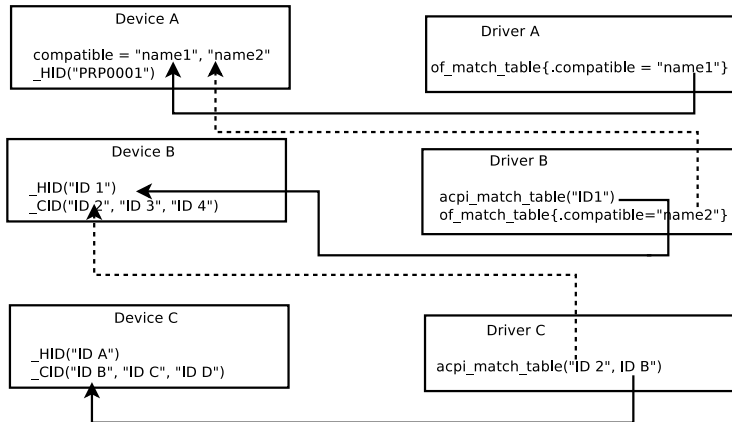 Device A
compatible = "name1", "name2"
_HID("PRP0001")
Driver A
of_match_table{.compatible = "name1"}
Device B
_HID("ID 1")
_CID("ID 2", "ID 3", "ID 4")
Driver B
acpi_match_table("ID1")
of_match_table{.compatible="name2"}
Device C
_HID("ID A")
_CID("ID B", "ID C", "ID D")
Driver C
acpi_match_table("ID 2", ID B")